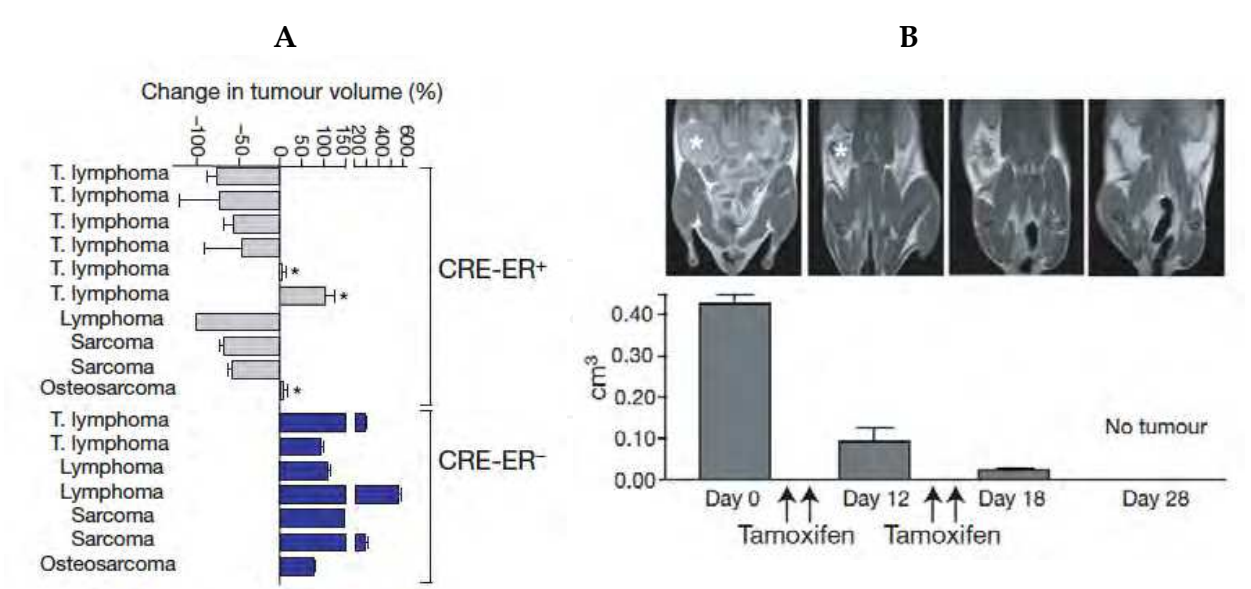 A
Change in tumour volume (%)
-100 -50 0 50 100 150 200 400 600
T. lymphoma
T. lymphoma
T. lymphoma
T. lymphoma
T. lymphoma *
T. lymphoma *
Lymphoma
Sarcoma
Sarcoma
Osteosarcoma *
CRE-ER+
T. lymphoma
T. lymphoma
Lymphoma
Lymphoma
Sarcoma
Sarcoma
Osteosarcoma
CRE-ER−
B
* *
cm³
0.40
0.30
0.20
0.10
0.00
No tumour
Day 0 Day 12 Day 18 Day 28
Tamoxifen Tamoxifen